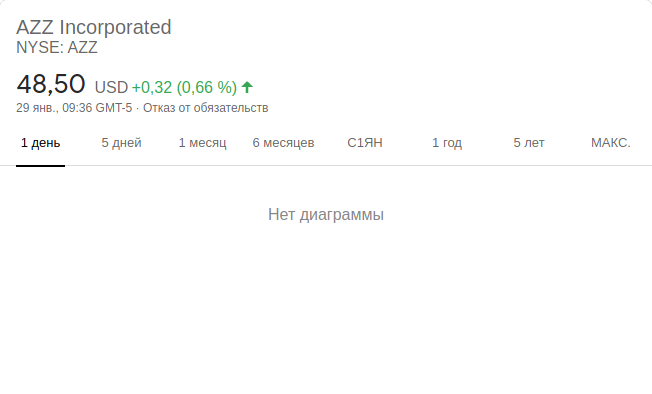 AZZ Incorporated
NYSE: AZZ
48,50 USD +0,32 (0,66 %)
29 янв., 09:36 GMT-5 · Отказ от обязательств
1 день 5 дней 1 месяц 6 месяцев С1ЯН 1 год 5 лет МАКС.
Нет диаграммы